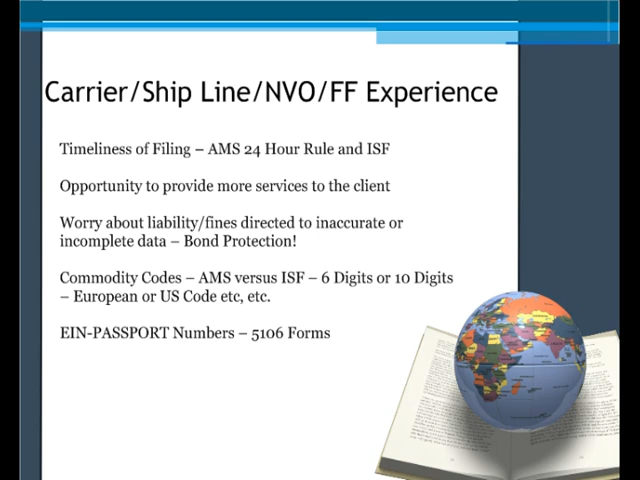 Carrier/Ship Line/NVO/FF Experience
Timeliness of Filing – AMS 24 Hour Rule and ISF
Opportunity to provide more services to the client
Worry about liability/fines directed to inaccurate or
incomplete data – Bond Protection!
Commodity Codes – AMS versus ISF – 6 Digits or 10 Digits
– European or US Code etc, etc.
EIN-PASSPORT Numbers – 5106 Forms